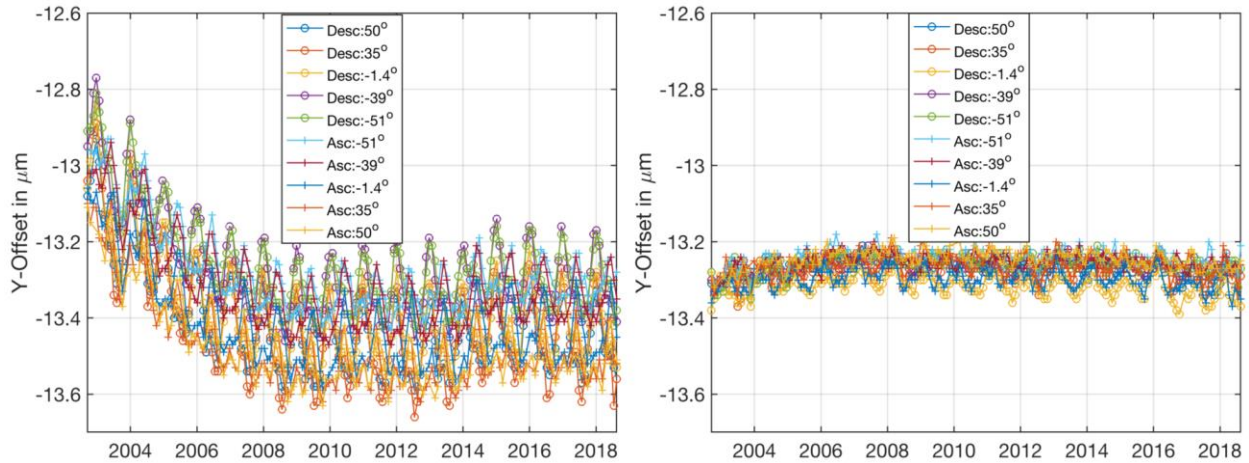 -12.6
-12.8
-13
-13.2
-13.4
-13.6
Y-Offset in μm
2004 2006 2008 2010 2012 2014 2016 2018
Desc:50°
Desc:35°
Desc:-1.4°
Desc:-39°
Desc:-51°
Asc:-51°
Asc:-39°
Asc:-1.4°
Asc:35°
Asc:50°
-12.6
-12.8
-13
-13.2
-13.4
-13.6
Y-Offset in μm
2004 2006 2008 2010 2012 2014 2016 2018
Desc:50°
Desc:35°
Desc:-1.4°
Desc:-39°
Desc:-51°
Asc:-51°
Asc:-39°
Asc:-1.4°
Asc:35°
Asc:50°